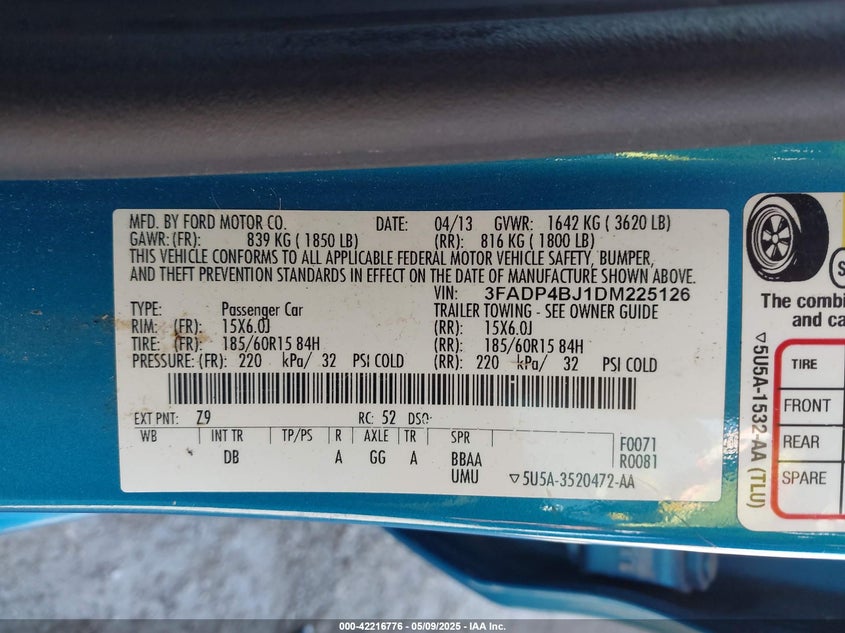 MFD. BY FORD MOTOR CO. DATE: 04/13 GVWR: 1642 KG ( 3620 LB)
GAWR: (FR): 839 KG ( 1850 LB) (RR): 816 KG ( 1800 LB)
THIS VEHICLE CONFORMS TO ALL APPLICABLE FEDERAL MOTOR VEHICLE SAFETY, BUMPER,
AND THEFT PREVENTION STANDARDS IN EFFECT ON THE DATE OF MANUFACTURE SHOWN ABOVE.
VIN: 3FADP4BJ1DM225126
TYPE: Passenger Car TRAILER TOWING - SEE OWNER GUIDE
RIM: (FR): 15X6.0J (RR): 15X6.0J
TIRE: (FR): 185/60R15 84H (RR): 185/60R15 84H
PRESSURE: (FR): 220 kPa/ 32 PSI COLD (RR): 220 kPa/ 32 PSI COLD
EXT PNT: Z9 RC: 52 DSO:
WB INT TR TP/PS R AXLE TR SPR F0071
DB A GG A BBAA R0081
UMU ▽5U5A-3520472-AA
The combi
and ca
TIRE
FRONT
REAR
SPARE
▽5U5A-1532-AA (TLU)
000-42216776 - 05/09/2025 - IAA Inc.